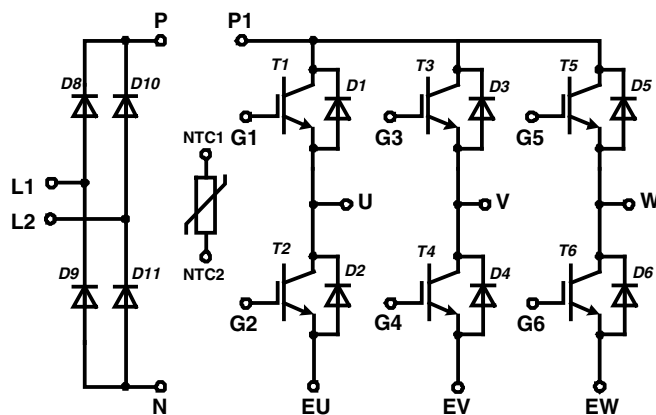 P P1
D8 D10 T1 D1 T3 D3 T5 D5
G1 G3 G5
NTC1
L1
L2
U V W
D9 D11 NTC2 T2 D2 T4 D4 T6 D6
G2 G4 G6
N EU EV EW